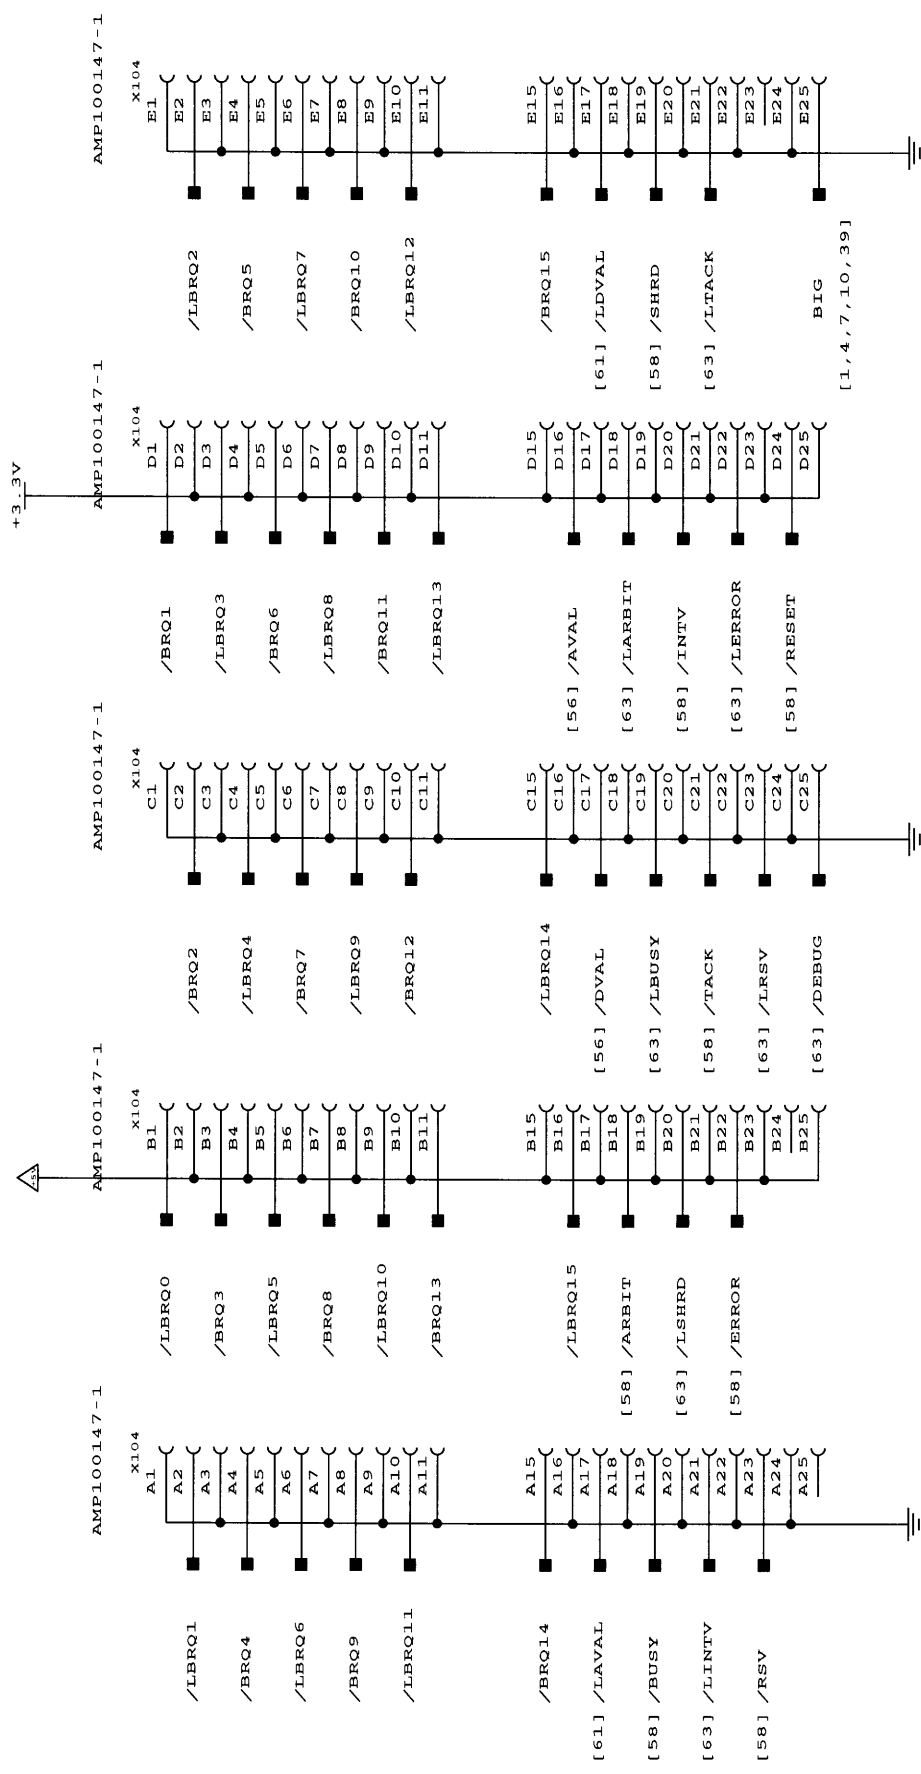 AMP100147-1
X104
A1
/LBRQ1 A2
A3
/BRQ4 A4
A5
/LBRQ6 A6
A7
/BRQ9 A8
A9
/LBRQ11 A10
A11
/BRQ14 A15
A16
[61] /LAVAL A17
A18
[58] /BUSY A19
A20
[63] /LINTV A21
A22
[58] /RSV A23
A24
A25
+5V
AMP100147-1
X104
/LBRQ0 B1
B2
/BRQ3 B3
B4
/LBRQ5 B5
B6
/BRQ8 B7
B8
/LBRQ10 B9
B10
/BRQ13 B11
B15
/LBRQ15 B16
B17
[58] /ARBIT B18
B19
[63] /LSHRD B20
B21
[58] /ERROR B22
B23
B24
B25
AMP100147-1
X104
C1
/BRQ2 C2
C3
/LBRQ4 C4
C5
/BRQ7 C6
C7
/LBRQ9 C8
C9
/BRQ12 C10
C11
/LBRQ14 C15
C16
[56] /DVAL C17
C18
[63] /LBUSY C19
C20
[58] /TACK C21
C22
[63] /LRSV C23
C24
[63] /DEBUG C25
+3.3V
AMP100147-1
X104
/BRQ1 D1
D2
/LBRQ3 D3
D4
/BRQ6 D5
D6
/LBRQ8 D7
D8
/BRQ11 D9
D10
/LBRQ13 D11
D15
[56] /AVAL D16
D17
[63] /LARBIT D18
D19
[58] /INTV D20
D21
[63] /LERROR D22
D23
[58] /RESET D24
D25
AMP100147-1
X104
E1
/LBRQ2 E2
E3
/BRQ5 E4
E5
/LBRQ7 E6
E7
/BRQ10 E8
E9
/LBRQ12 E10
E11
/BRQ15 E15
E16
[61] /LDVAL E17
E18
[58] /SHRD E19
E20
[63] /LTACK E21
E22
E23
E24
BIG E25
[1,4,7,10,39]